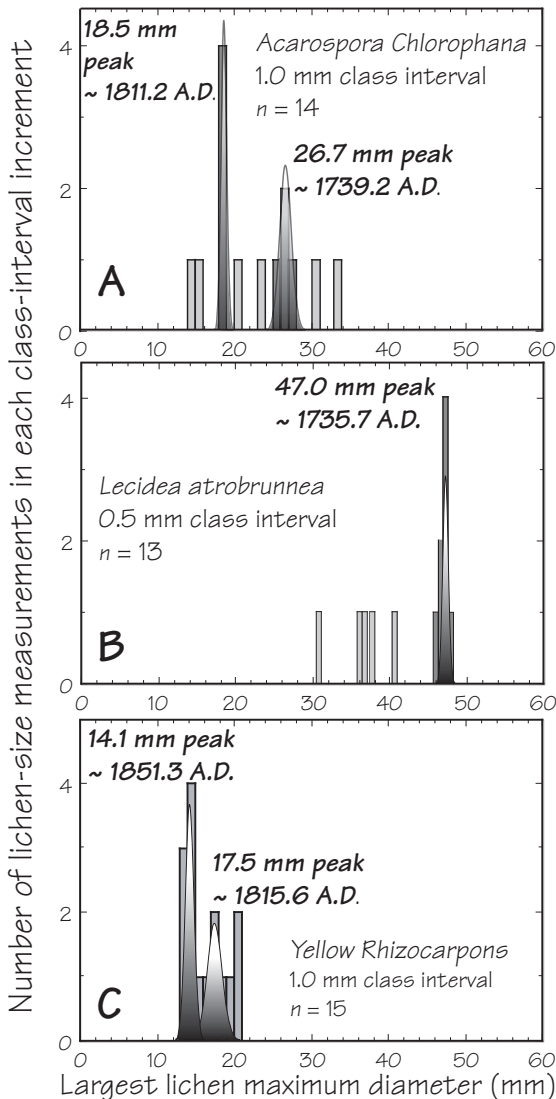 Number of lichen-size measurements in each class-interval increment
18.5 mm
peak
~ 1811.2 A.D.
Acarospora Chlorophana
1.0 mm class interval
n = 14
26.7 mm peak
~ 1739.2 A.D.
A
4
2
0
0 10 20 30 40 50 60
47.0 mm peak
~ 1735.7 A.D.
Lecidea atrobrunnea
0.5 mm class interval
n = 13
B
4
2
0
0 10 20 30 40 50 60
14.1 mm peak
~ 1851.3 A.D.
17.5 mm peak
~ 1815.6 A.D.
Yellow Rhizocarpons
1.0 mm class interval
n = 15
C
4
2
0
0 10 20 30 40 50 60
Largest lichen maximum diameter (mm)